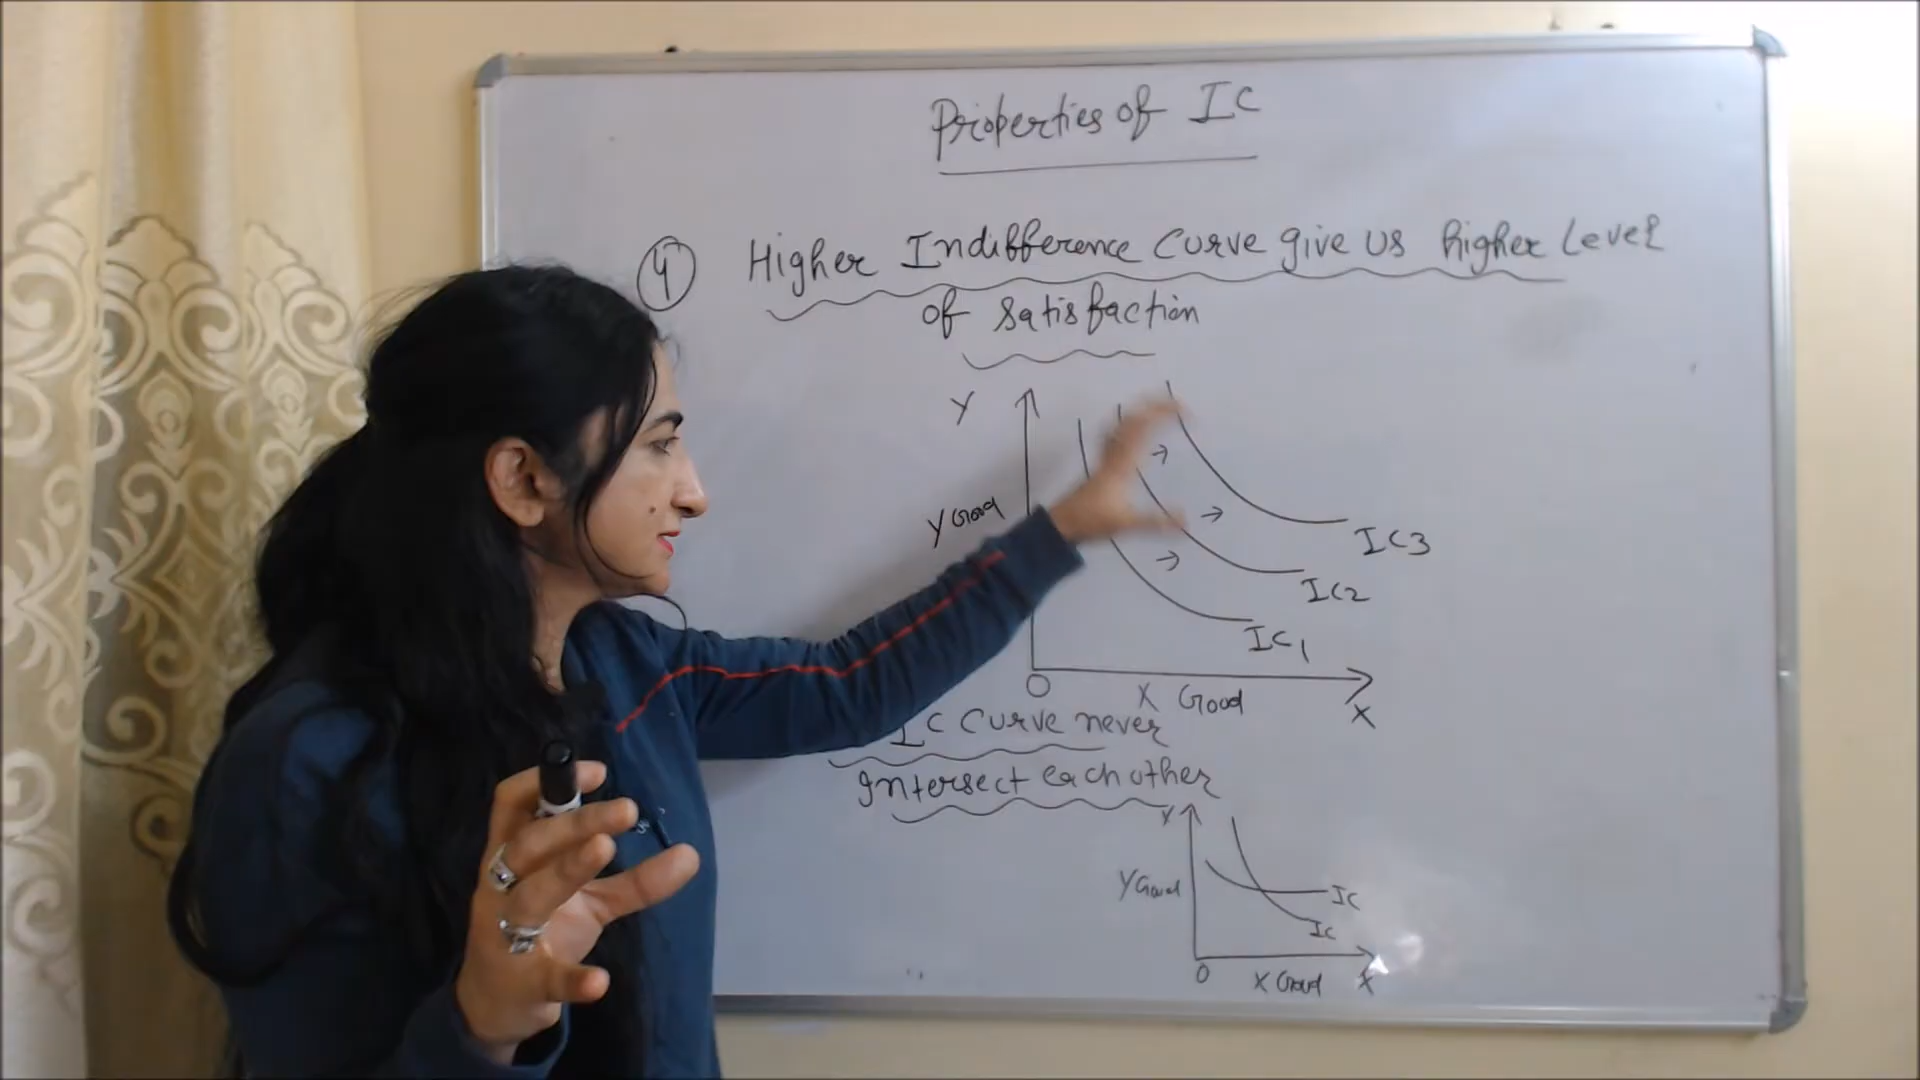 Properties of IC
4 Higher Indifference Curve give us higher Level
of satisfaction
Y
Y Good
IC3
IC2
IC1
O
X Good
X
IC Curve never
Intersect each other
Y
Y Good
IC
IC
O
X Good
X